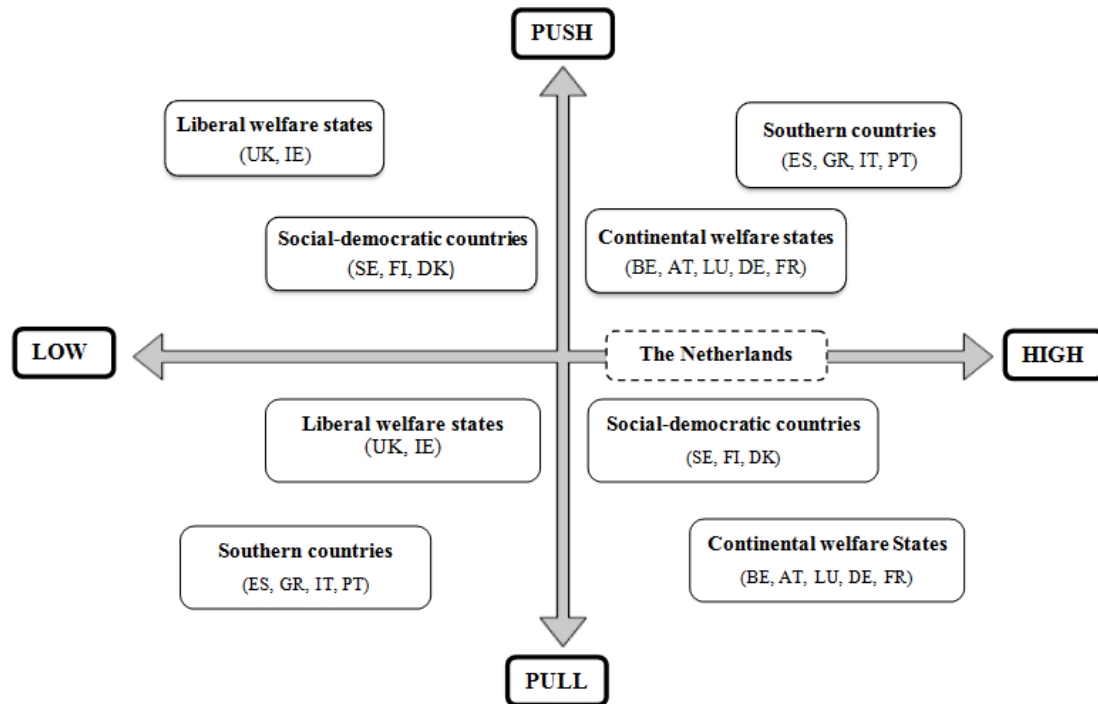 PUSH
Liberal welfare states
(UK, IE)
Southern countries
(ES, GR, IT, PT)
Social-democratic countries
(SE, FI, DK)
Continental welfare states
(BE, AT, LU, DE, FR)
LOW
The Netherlands
HIGH
Liberal welfare states
(UK, IE)
Social-democratic countries
(SE, FI, DK)
Southern countries
(ES, GR, IT, PT)
Continental welfare States
(BE, AT, LU, DE, FR)
PULL